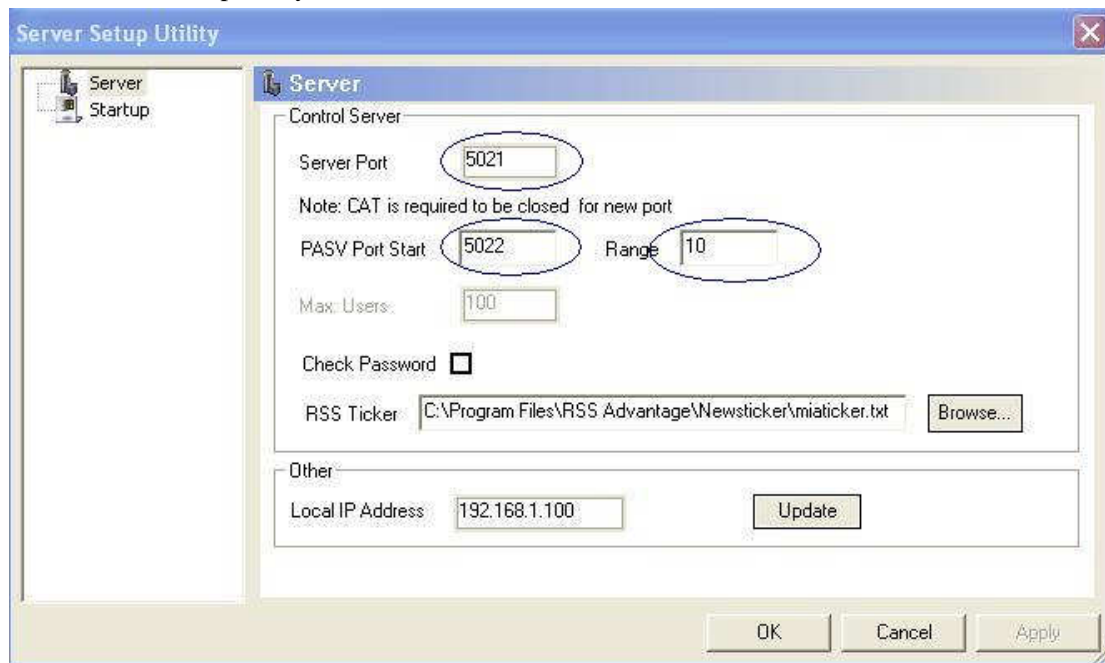 Server Setup Utility
Server
Startup
Server
Control Server
Server Port 5021
Note: CAT is required to be closed for new port
PASV Port Start 5022 Range 10
Max. Users 100
Check Password
RSS Ticker C:\Program Files\RSS Advantage\Newsticker\miaticker.txt Browse...
Other
Local IP Address 192.168.1.100 Update
OK Cancel Apply